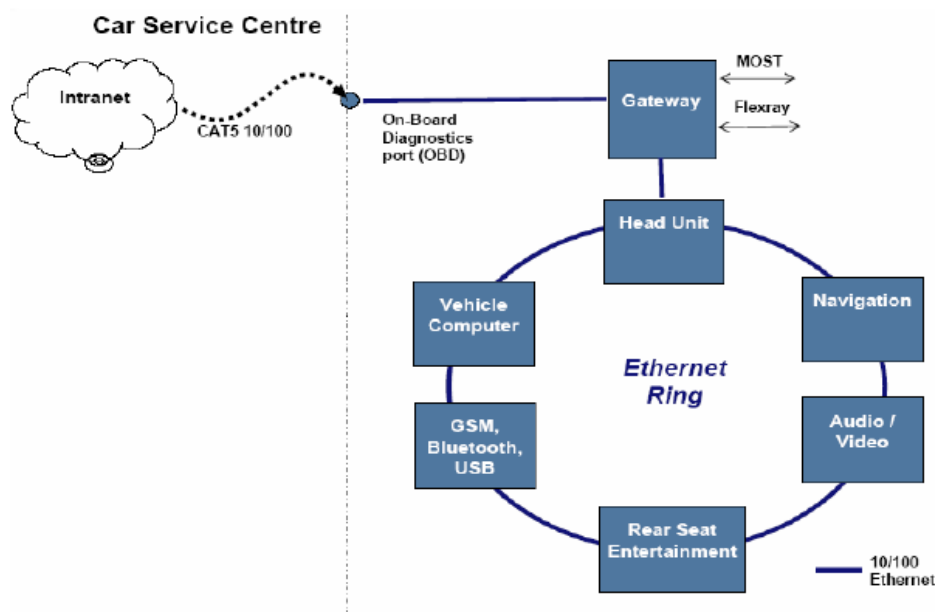 Car Service Centre
Intranet
CAT5 10/100
On-Board
Diagnostics
port (OBD)
Gateway
MOST
Flexray
Head Unit
Vehicle
Computer
Navigation
Ethernet
Ring
GSM,
Bluetooth,
USB
Audio /
Video
Rear Seat
Entertainment
10/100
Ethernet